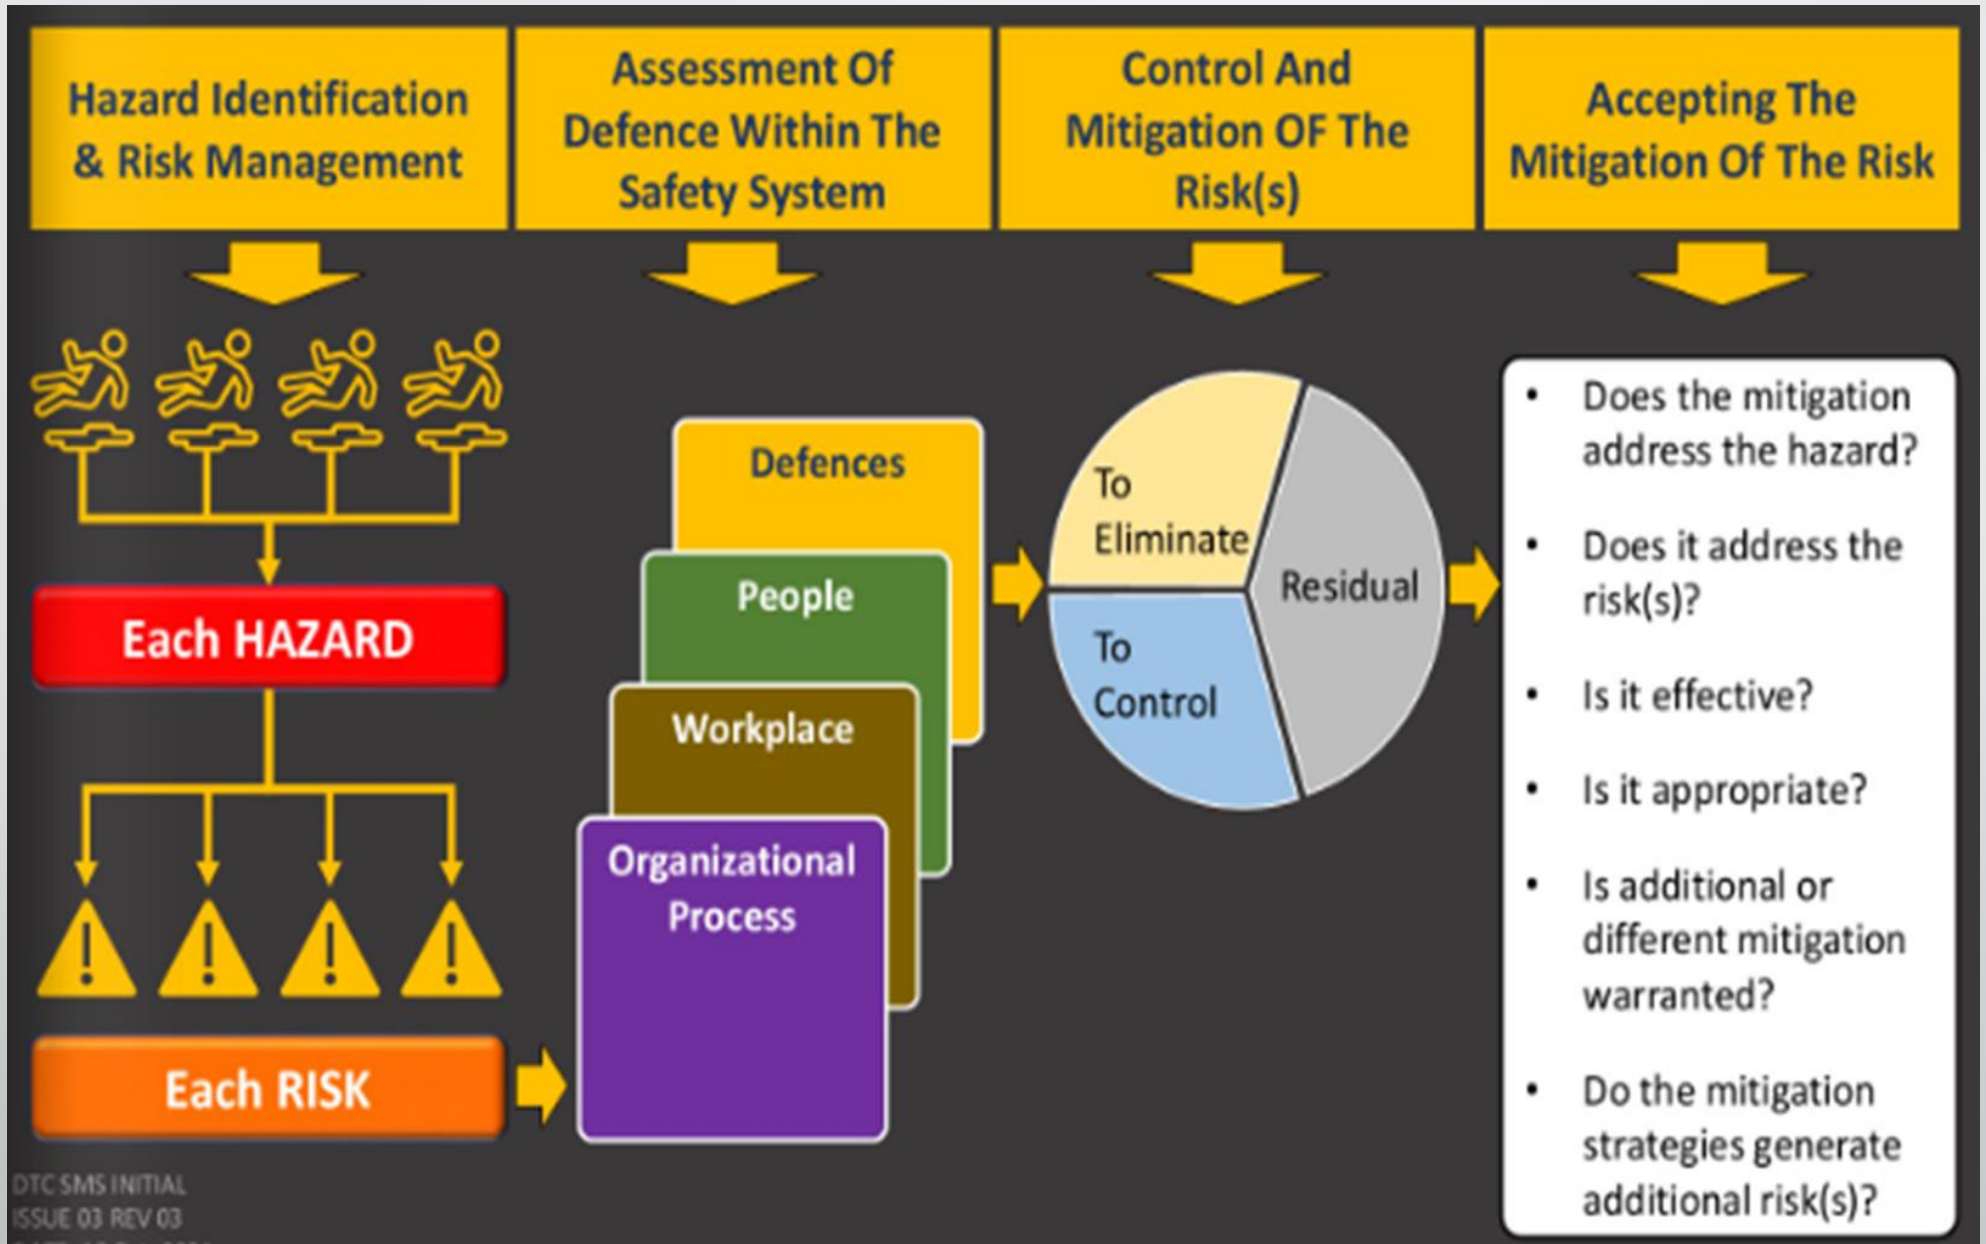 Hazard Identification
& Risk Management
Assessment Of
Defence Within The
Safety System
Control And
Mitigation OF The
Risk(s)
Accepting The
Mitigation Of The Risk
Each HAZARD
Each RISK
Defences
People
Workplace
Organizational
Process
To
Eliminate
To
Control
Residual
• Does the mitigation
address the hazard?
• Does it address the
risk(s)?
• Is it effective?
• Is it appropriate?
• Is additional or
different mitigation
warranted?
• Do the mitigation
strategies generate
additional risk(s)?
DTC SMS INITIAL
ISSUE 03 REV 03